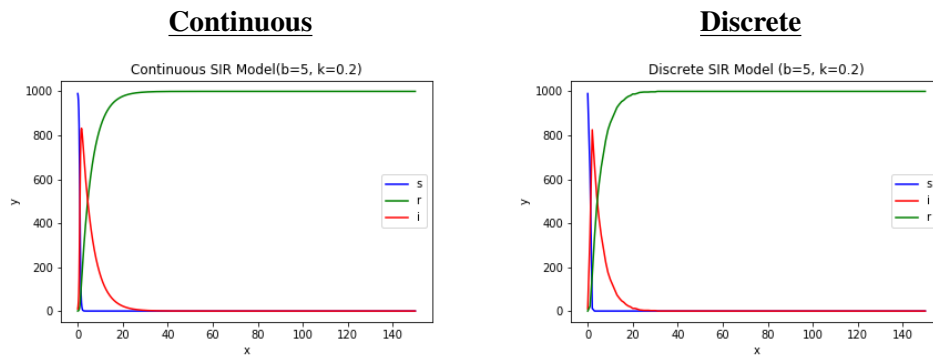 Continuous
Discrete
Continuous SIR Model(b=5, k=0.2)
1000
800
600
400
200
0
y
0 20 40 60 80 100 120 140
x
s
r
i
Discrete SIR Model (b=5, k=0.2)
1000
800
600
400
200
0
y
0 20 40 60 80 100 120 140
x
s
i
r